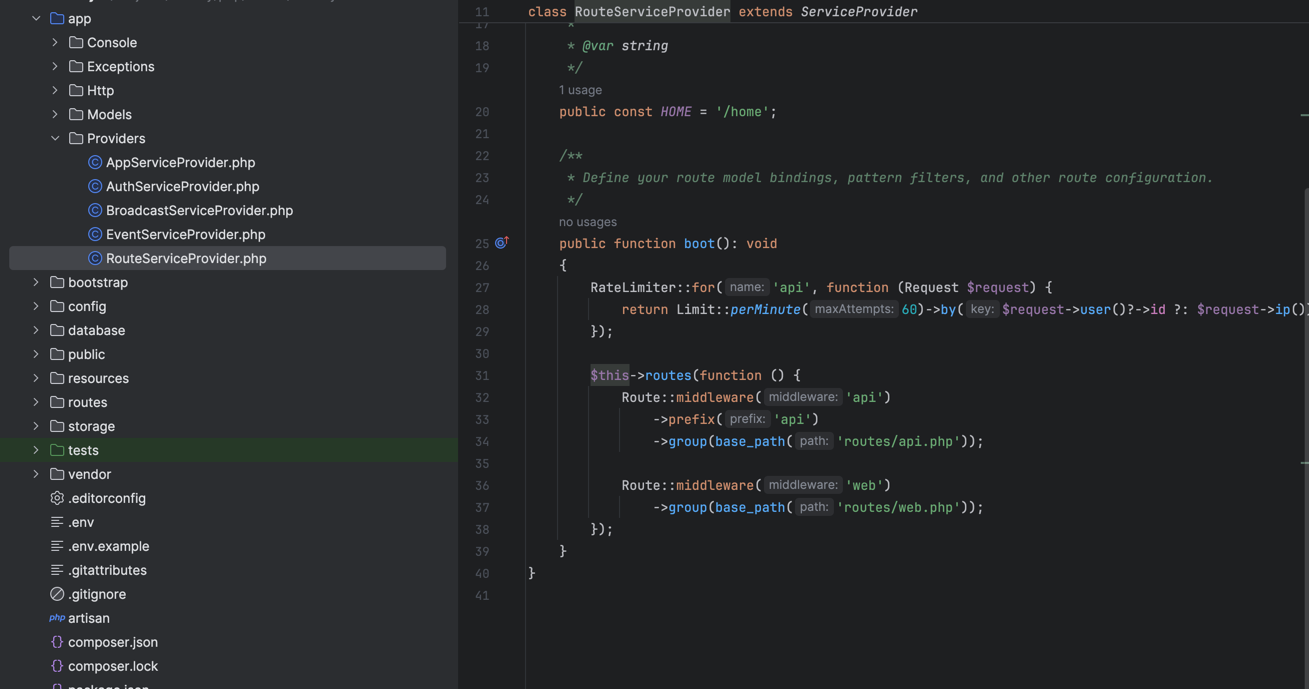 app
Console
Exceptions
Http
Models
Providers
AppServiceProvider.php
AuthServiceProvider.php
BroadcastServiceProvider.php
EventServiceProvider.php
RouteServiceProvider.php
bootstrap
config
database
public
resources
routes
storage
tests
vendor
.editorconfig
.env
.env.example
.gitattributes
.gitignore
php artisan
composer.json
composer.lock
package.json
11 class RouteServiceProvider extends ServiceProvider
17 *
18 * @var string
19 */
1 usage
20 public const HOME = '/home';
21
22 /**
23 * Define your route model bindings, pattern filters, and other route configuration.
24 */
no usages
25 public function boot(): void
26 {
27 RateLimiter::for( name: 'api', function (Request $request) {
28 return Limit::perMinute( maxAttempts: 60)->by( key: $request->user()?->id ?: $request->ip())
29 });
30
31 $this->routes(function () {
32 Route::middleware( middleware: 'api')
33 ->prefix( prefix: 'api')
34 ->group(base_path( path: 'routes/api.php'));
35
36 Route::middleware( middleware: 'web')
37 ->group(base_path( path: 'routes/web.php'));
38 });
39 }
40 }
41